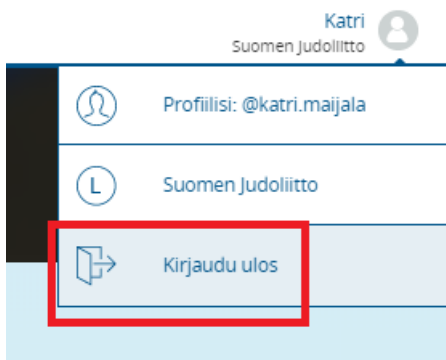 Katri
Suomen Judoliitto
Profiilisi: @katri.maijala
L
Suomen Judoliitto
Kirjaudu ulos